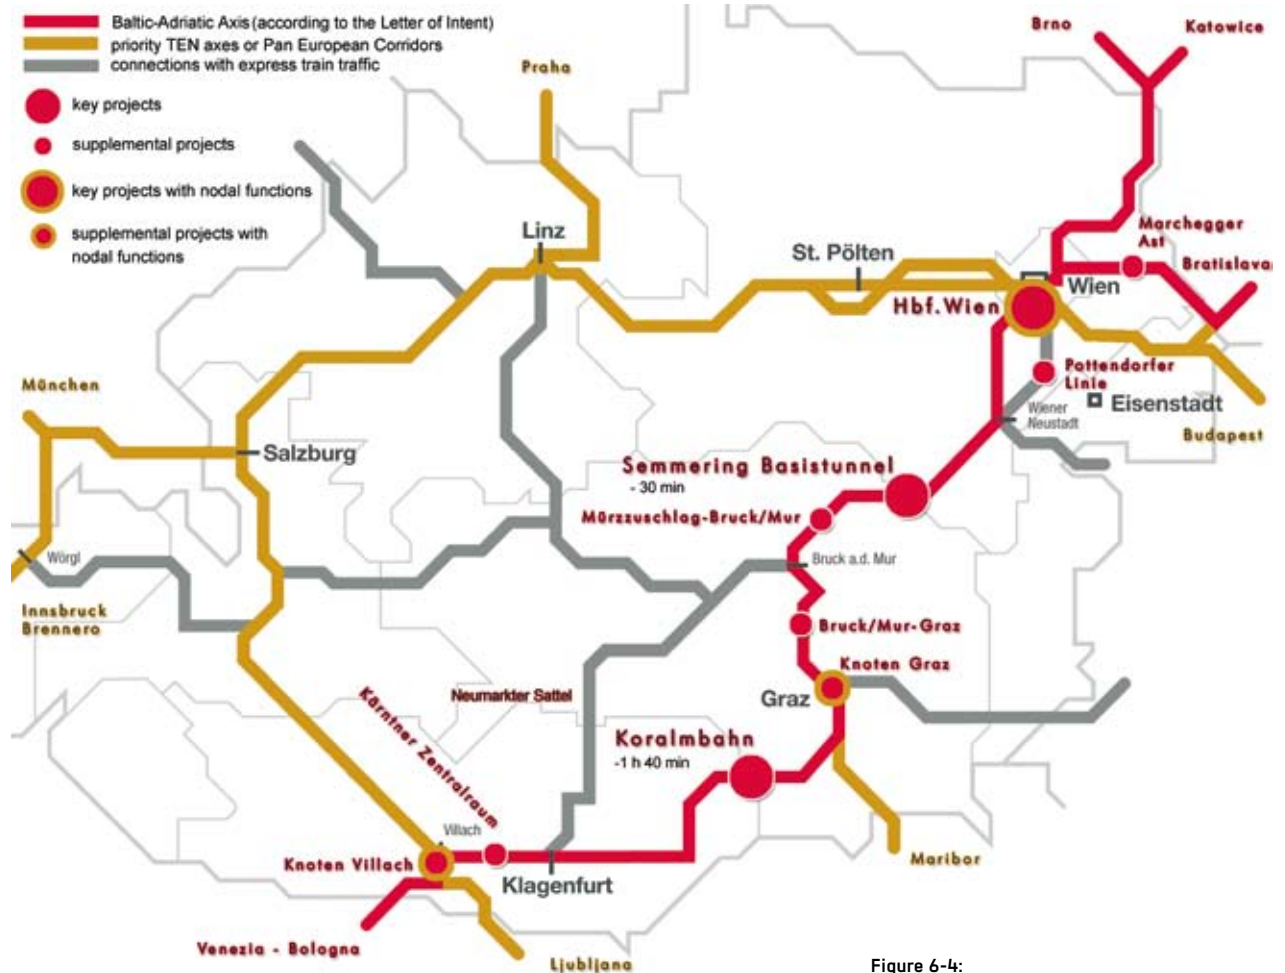 Baltic-Adriatic Axis (according to the Letter of Intent)
priority TEN axes or Pan European Corridors
connections with express train traffic
key projects
supplemental projects
key projects with nodal functions
supplemental projects with
nodal functions
Praha
Brno
Katowice
Linz
St. Pölten
Marchegger
Ast
Bratislava
Wien
Hbf. Wien
Pottendorfer
Linie
Eisenstadt
Wiener
Neustadt
Budapest
München
Salzburg
Semmering Basistunnel
- 30 min
Mürzzuschlag-Bruck/Mur
Bruck a.d. Mur
Wörgl
Innsbruck
Brennero
Bruck/Mur-Graz
Knoten Graz
Graz
Neumarkter Sattel
Kärntner Zentralraum
Koralmbahn
-1 h 40 min
Villach
Knoten Villach
Klagenfurt
Maribor
Venezia - Bologna
Ljubljana
Figure 6-4: